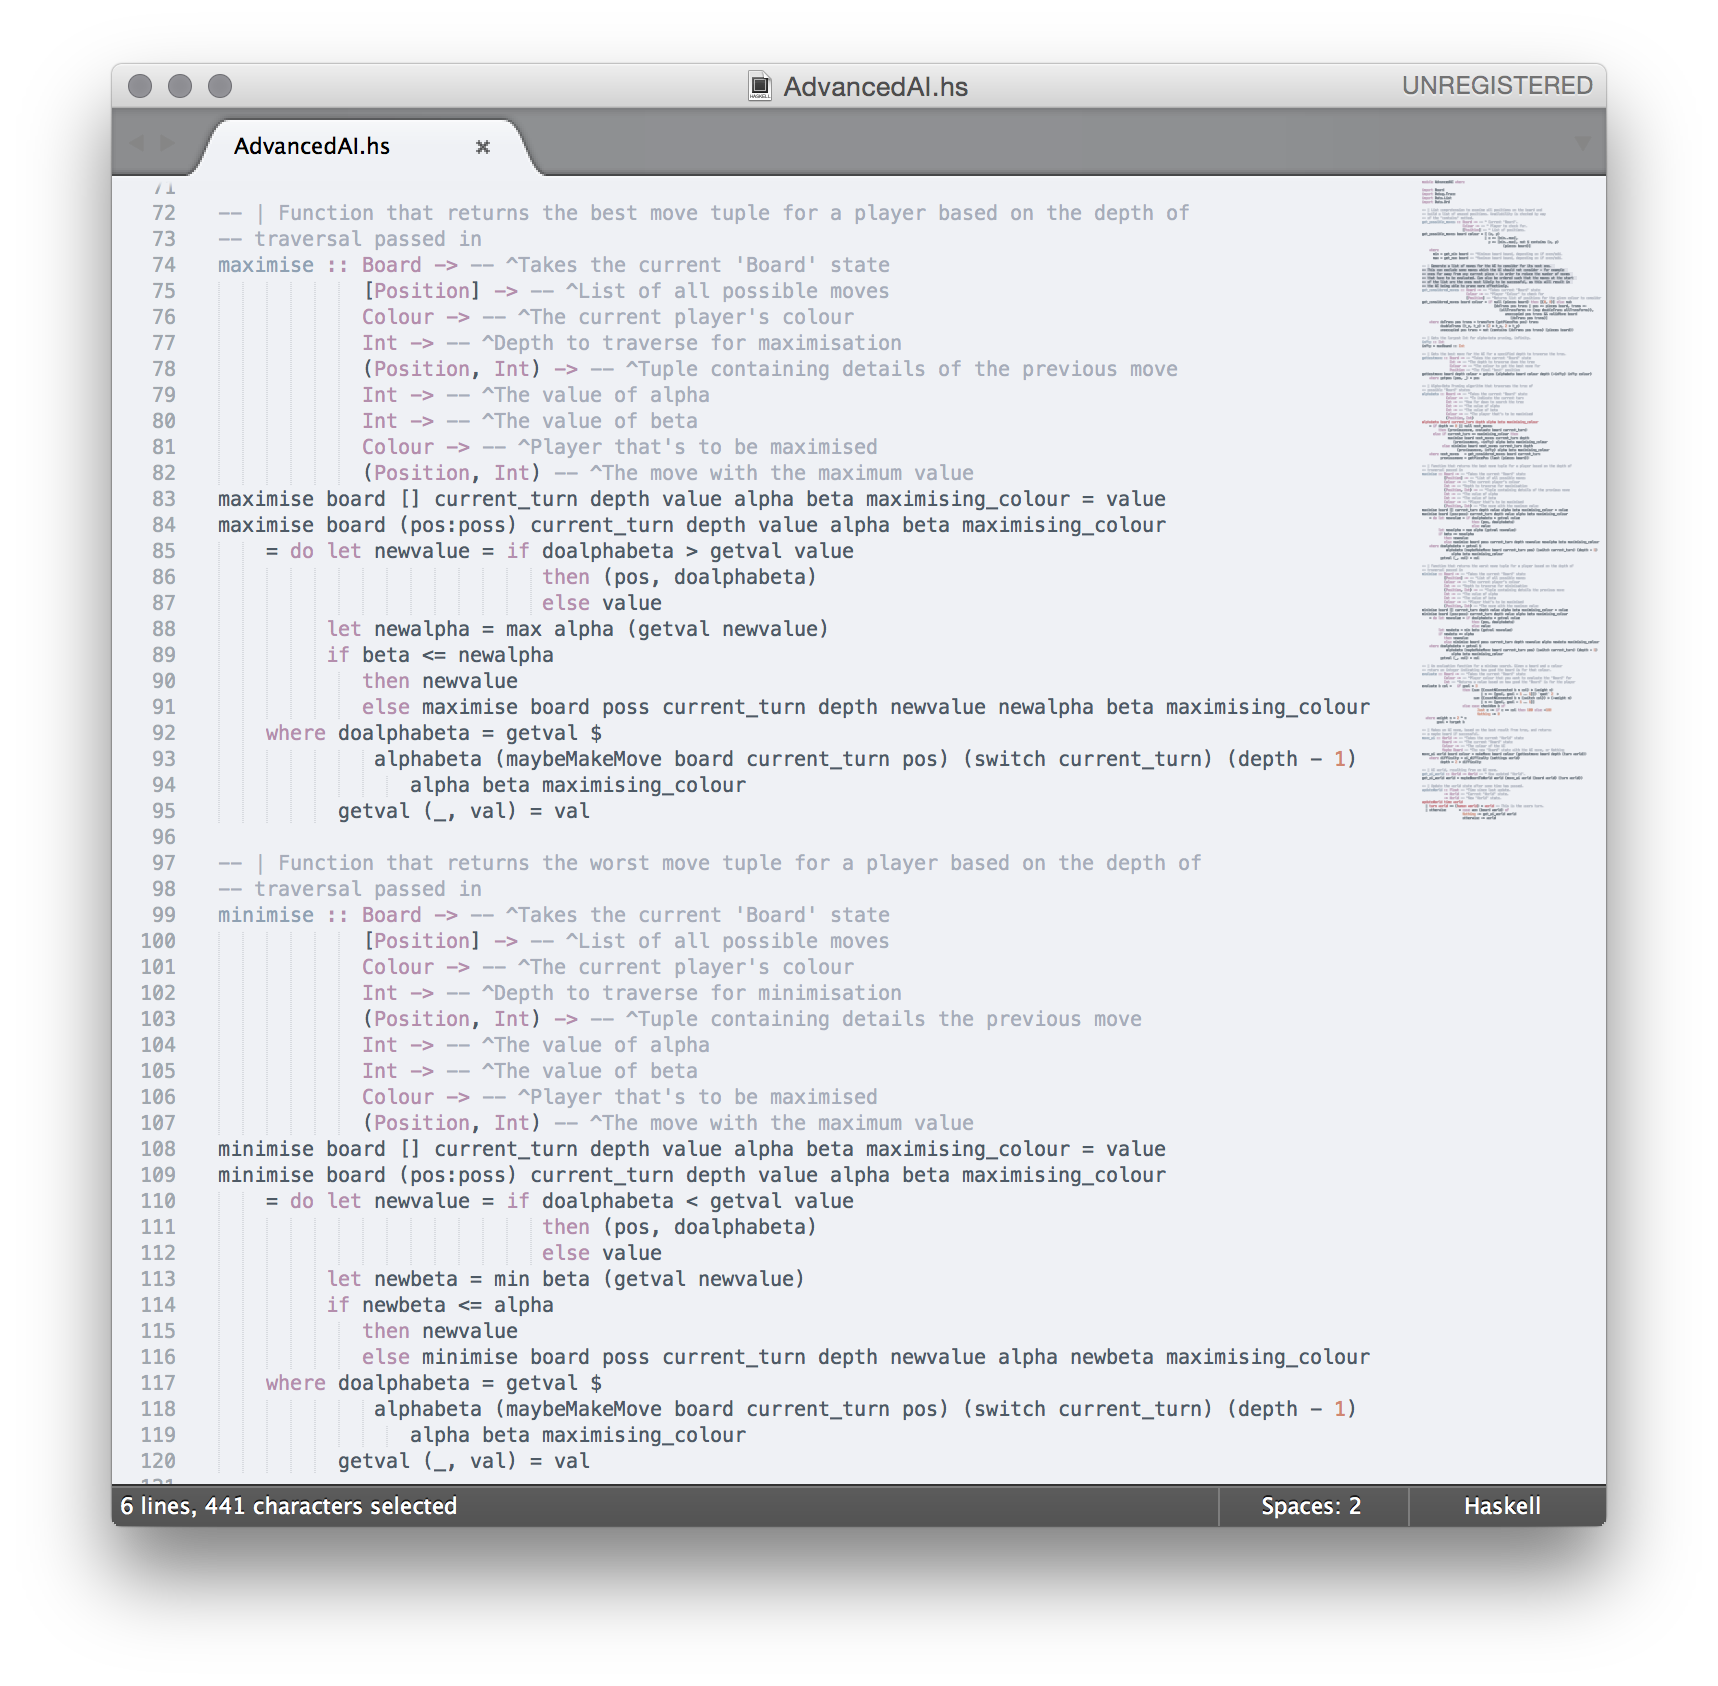 AdvancedAI.hs
UNREGISTERED
AdvancedAI.hs
71
72 -- | Function that returns the best move tuple for a player based on the depth of
73 -- traversal passed in
74 maximise :: Board -> -- ^Takes the current 'Board' state
75 [Position] -> -- ^List of all possible moves
76 Colour -> -- ^The current player's colour
77 Int -> -- ^Depth to traverse for maximisation
78 (Position, Int) -> -- ^Tuple containing details of the previous move
79 Int -> -- ^The value of alpha
80 Int -> -- ^The value of beta
81 Colour -> -- ^Player that's to be maximised
82 (Position, Int) -- ^The move with the maximum value
83 maximise board [] current_turn depth value alpha beta maximising_colour = value
84 maximise board (pos:poss) current_turn depth value alpha beta maximising_colour
85 = do let newvalue = if doalphabeta > getval value
86 then (pos, doalphabeta)
87 else value
88 let newalpha = max alpha (getval newvalue)
89 if beta <= newalpha
90 then newvalue
91 else maximise board poss current_turn depth newvalue newalpha beta maximising_colour
92 where doalphabeta = getval $
93 alphabeta (maybeMakeMove board current_turn pos) (switch current_turn) (depth - 1)
94 alpha beta maximising_colour
95 getval (_, val) = val
96
97 -- | Function that returns the worst move tuple for a player based on the depth of
98 -- traversal passed in
99 minimise :: Board -> -- ^Takes the current 'Board' state
100 [Position] -> -- ^List of all possible moves
101 Colour -> -- ^The current player's colour
102 Int -> -- ^Depth to traverse for minimisation
103 (Position, Int) -> -- ^Tuple containing details the previous move
104 Int -> -- ^The value of alpha
105 Int -> -- ^The value of beta
106 Colour -> -- ^Player that's to be maximised
107 (Position, Int) -- ^The move with the maximum value
108 minimise board [] current_turn depth value alpha beta maximising_colour = value
109 minimise board (pos:poss) current_turn depth value alpha beta maximising_colour
110 = do let newvalue = if doalphabeta < getval value
111 then (pos, doalphabeta)
112 else value
113 let newbeta = min beta (getval newvalue)
114 if newbeta <= alpha
115 then newvalue
116 else minimise board poss current_turn depth newvalue alpha newbeta maximising_colour
117 where doalphabeta = getval $
118 alphabeta (maybeMakeMove board current_turn pos) (switch current_turn) (depth - 1)
119 alpha beta maximising_colour
120 getval (_, val) = val
6 lines, 441 characters selected
Spaces: 2
Haskell